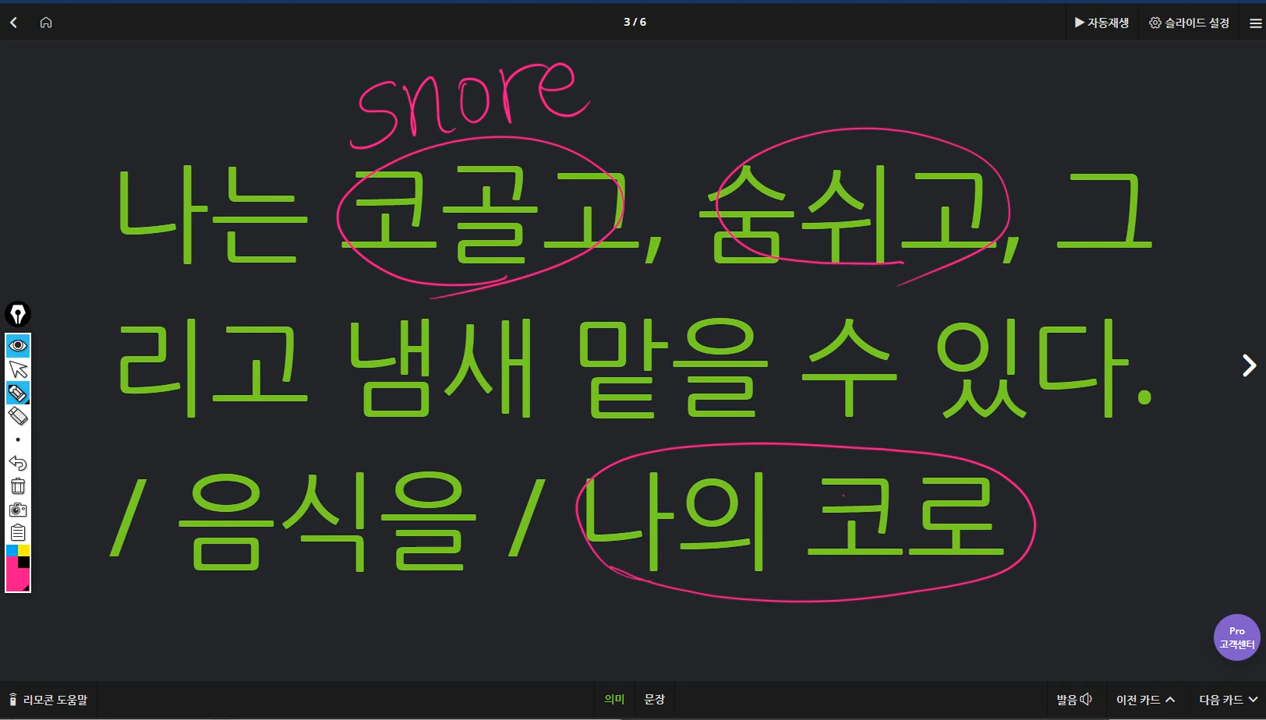 3 / 6
자동재생
슬라이드 설정
snore
나는 코골고, 숨쉬고, 그
리고 냄새 맡을 수 있다.
/ 음식을 / 나의 코로
Pro
고객센터
리모콘 도움말
의미
문장
발음
이전 카드
다음 카드